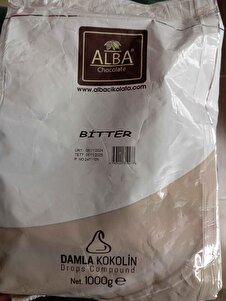 ALBA
Chocolate
www.albacikolata.com
BİTTER
DAMLA KOKOLİN
Drops Compound
Net. 1000g e